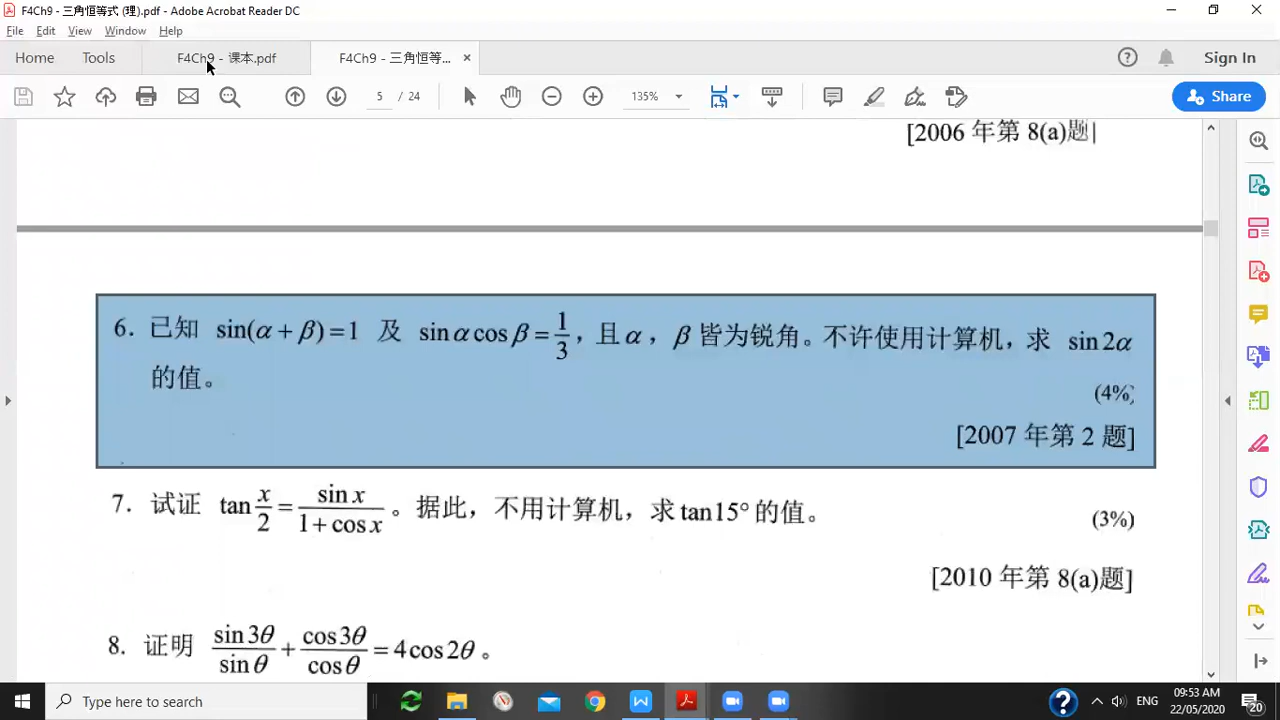 F4Ch9 - 三角恒等式 (理).pdf - Adobe Acrobat Reader DC
File Edit View Window Help
Home Tools F4Ch9 - 课本.pdf F4Ch9 - 三角恒等... × Sign In
5 / 24 135% Share
[2006 年第 8(a)题]
6. 已知 sin(α + β) = 1 及 sin α cos β = 1/3, 且 α, β 皆为锐角。不许使用计算机, 求 sin 2α
的值。
(4%)
[2007 年第 2 题]
7. 试证 tan x/2 = sin x/(1 + cos x) 。据此, 不用计算机, 求 tan15° 的值。
(3%)
[2010 年第 8(a)题]
8. 证明 sin 3θ/sin θ + cos 3θ/cos θ = 4 cos 2θ 。
Type here to search ENG 09:53 AM
22/05/2020 20